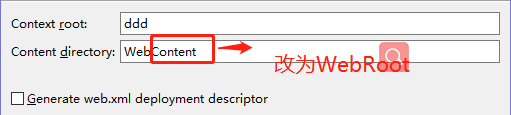 Context root: ddd
Content directory: WebContent
改为WebRoot
Generate web.xml deployment descriptor